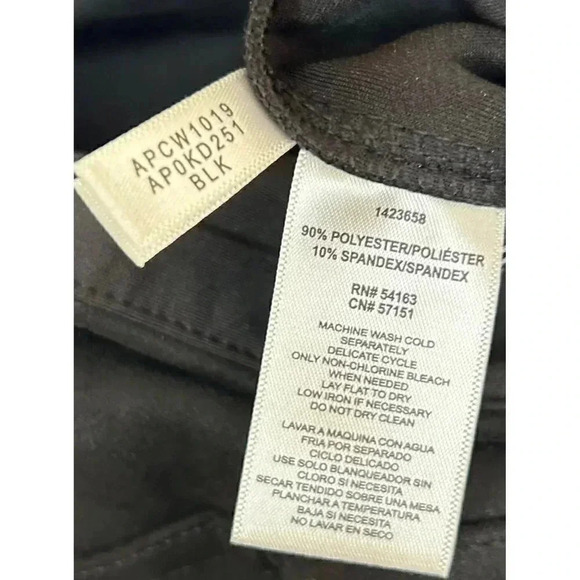 APCW1019
AP0KD251
BLK
1423658
90% POLYESTER/POLIÉSTER
10% SPANDEX/SPANDEX
RN# 54163
CN# 57151
MACHINE WASH COLD
SEPARATELY
DELICATE CYCLE
ONLY NON-CHLORINE BLEACH
WHEN NEEDED
LAY FLAT TO DRY
LOW IRON IF NECESSARY
DO NOT DRY CLEAN
LAVAR A MAQUINA CON AGUA
FRIA POR SEPARADO
CICLO DELICADO
USE SOLO BLANQUEADOR SIN
CLORO SI NECESITA
SECAR TENDIDO SOBRE UNA MESA
PLANCHAR A TEMPERATURA
BAJA SI NECESITA
NO LAVAR EN SECO